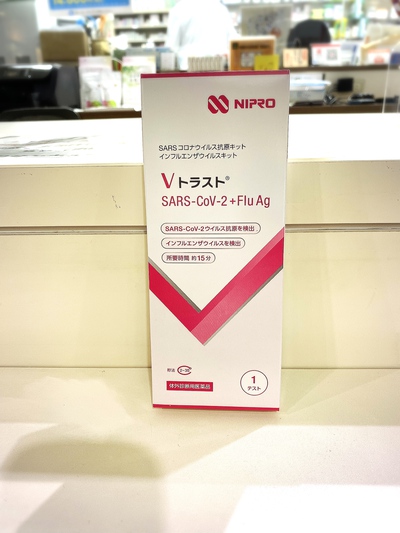 NIPRO
SARSコロナウイルス抗原キット
インフルエンザウイルスキット
Vトラスト®
SARS-CoV-2+Flu Ag
SARS-CoV-2ウイルス抗原を検出
インフルエンザウイルスを検出
所要時間 約15分
貯法 2-30
体外診断用医薬品
1
テスト